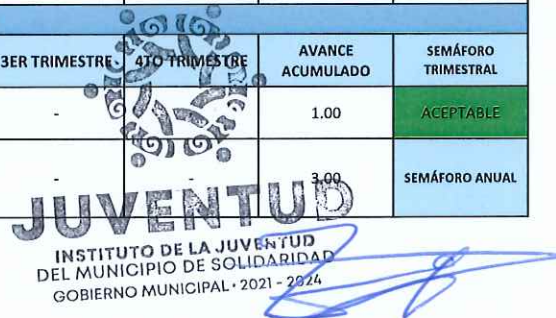 3ER TRIMESTRE 4TO TRIMESTRE AVANCE ACUMULADO SEMÁFORO TRIMESTRAL
- - 1.00 ACEPTABLE
- - 3.00 SEMÁFORO ANUAL
JUVENTUD
INSTITUTO DE LA JUVENTUD
DEL MUNICIPIO DE SOLIDARIDAD
GOBIERNO MUNICIPAL • 2021 - 2024